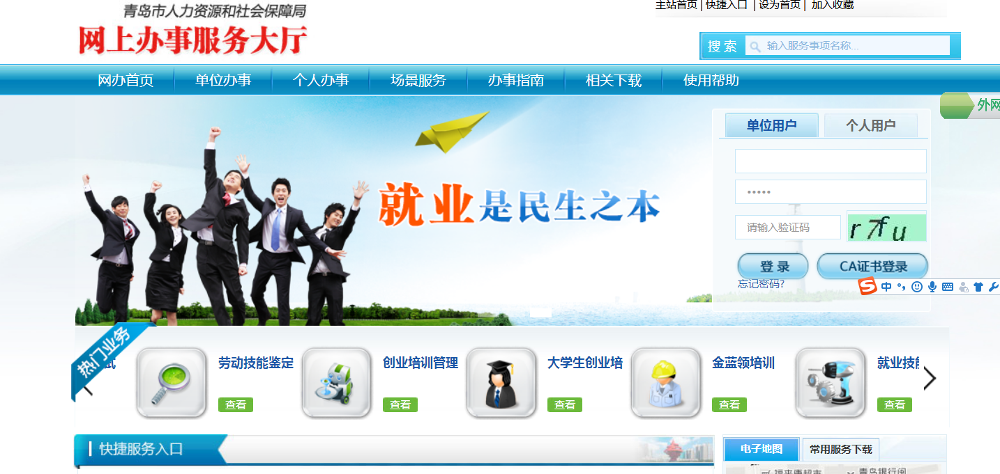 青岛市人力资源和社会保障局
网上办事服务大厅
主站首页 | 快捷入口 | 设为首页 | 加入收藏
搜 索 输入服务事项名称...
网办首页 单位办事 个人办事 场景服务 办事指南 相关下载 使用帮助
外网
单位用户 个人用户
就业是民生之本
•••••
请输入验证码 r7fu
登 录 CA证书登录
忘记密码?
中
热门业务
试 劳动技能鉴定 创业培训管理 大学生创业培 金蓝领培训 就业技能
查看 查看 查看 查看 查看
快捷服务入口
电子地图 常用服务下载
福来康超市 青岛银行闽